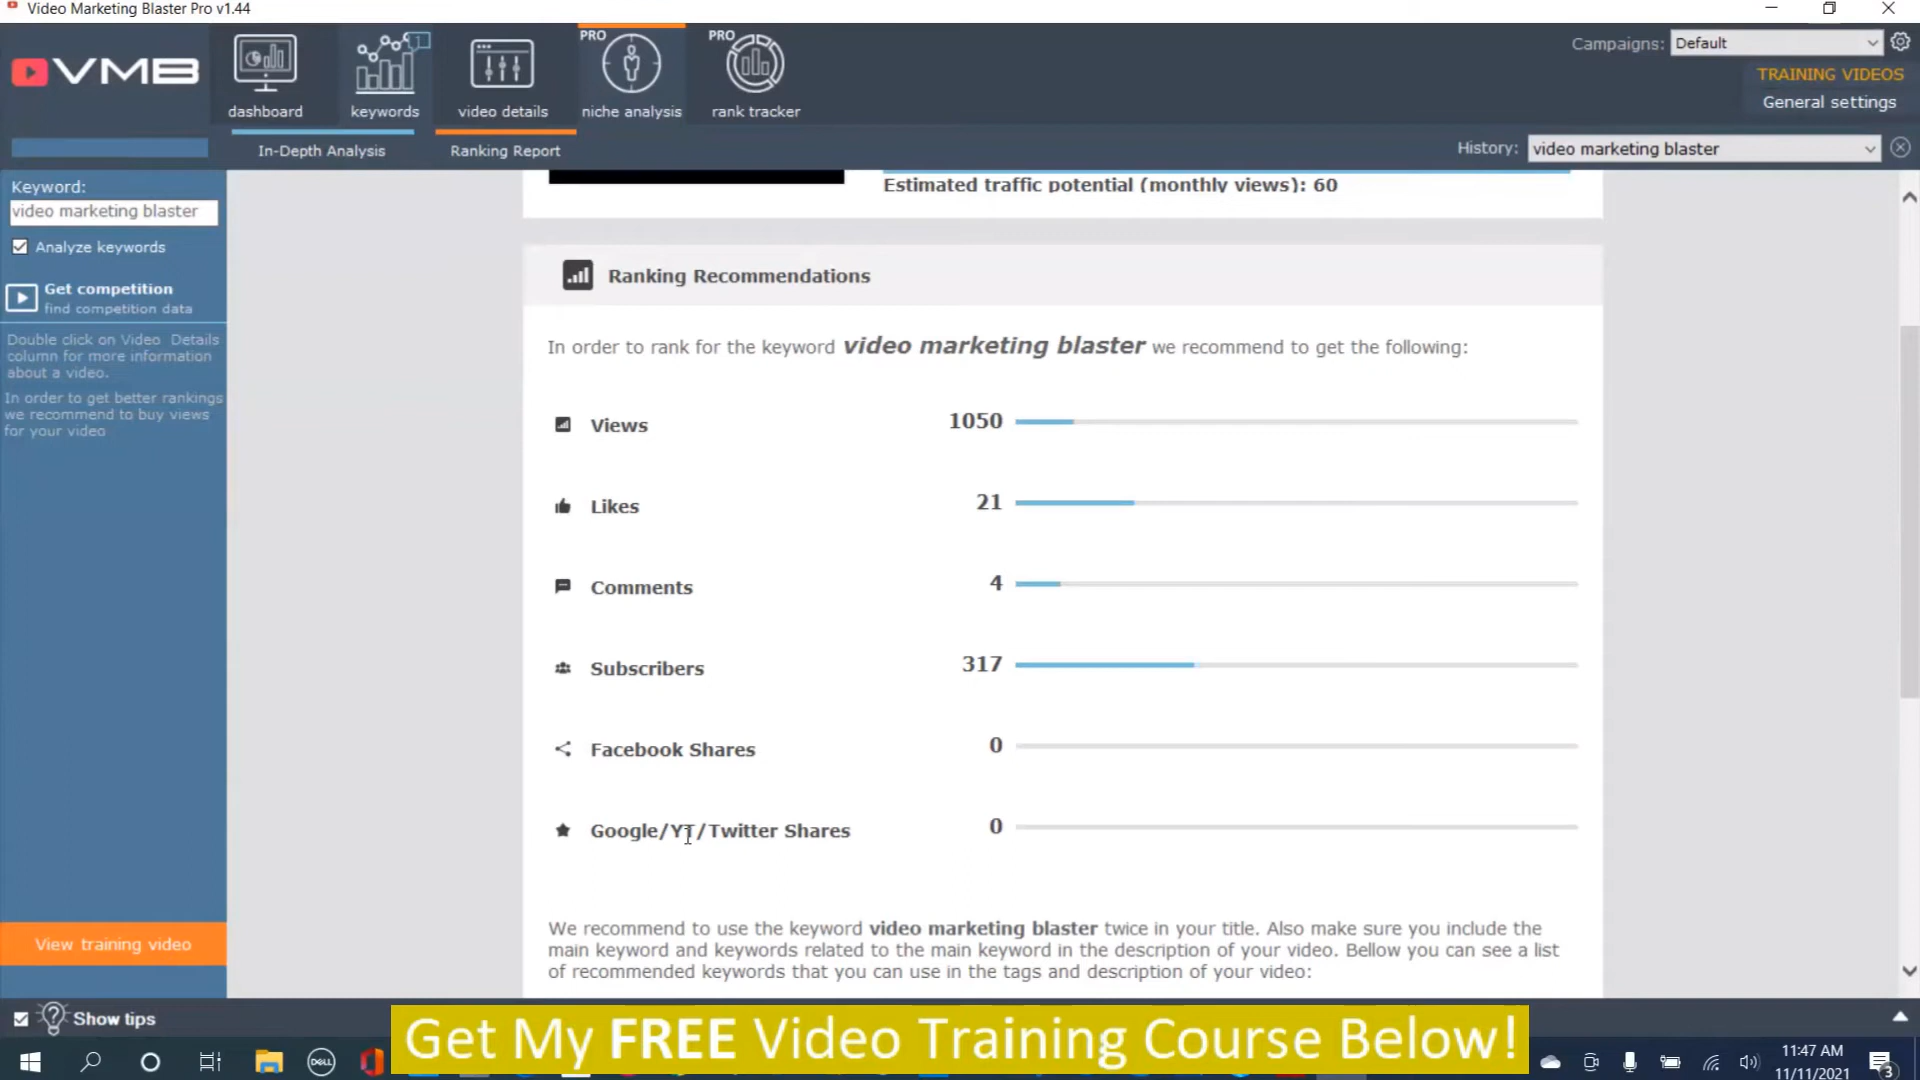 Video Marketing Blaster Pro v1.44
VMB
dashboard
keywords
1
video details
PRO
niche analysis
PRO
rank tracker
Campaigns: Default
TRAINING VIDEOS
General settings
In-Depth Analysis
Ranking Report
History: video marketing blaster
Keyword:
video marketing blaster
Analyze keywords
Get competition
find competition data
Double click on Video Details
column for more information
about a video.
In order to get better rankings
we recommend to buy views
for your video
View training video
Estimated traffic potential (monthly views): 60
Ranking Recommendations
In order to rank for the keyword video marketing blaster we recommend to get the following:
Views 1050
Likes 21
Comments 4
Subscribers 317
Facebook Shares 0
Google/YT/Twitter Shares 0
We recommend to use the keyword video marketing blaster twice in your title. Also make sure you include the
main keyword and keywords related to the main keyword in the description of your video. Bellow you can see a list
of recommended keywords that you can use in the tags and description of your video:
Show tips
Get My FREE Video Training Course Below!
DELL
11:47 AM
11/11/2021
3